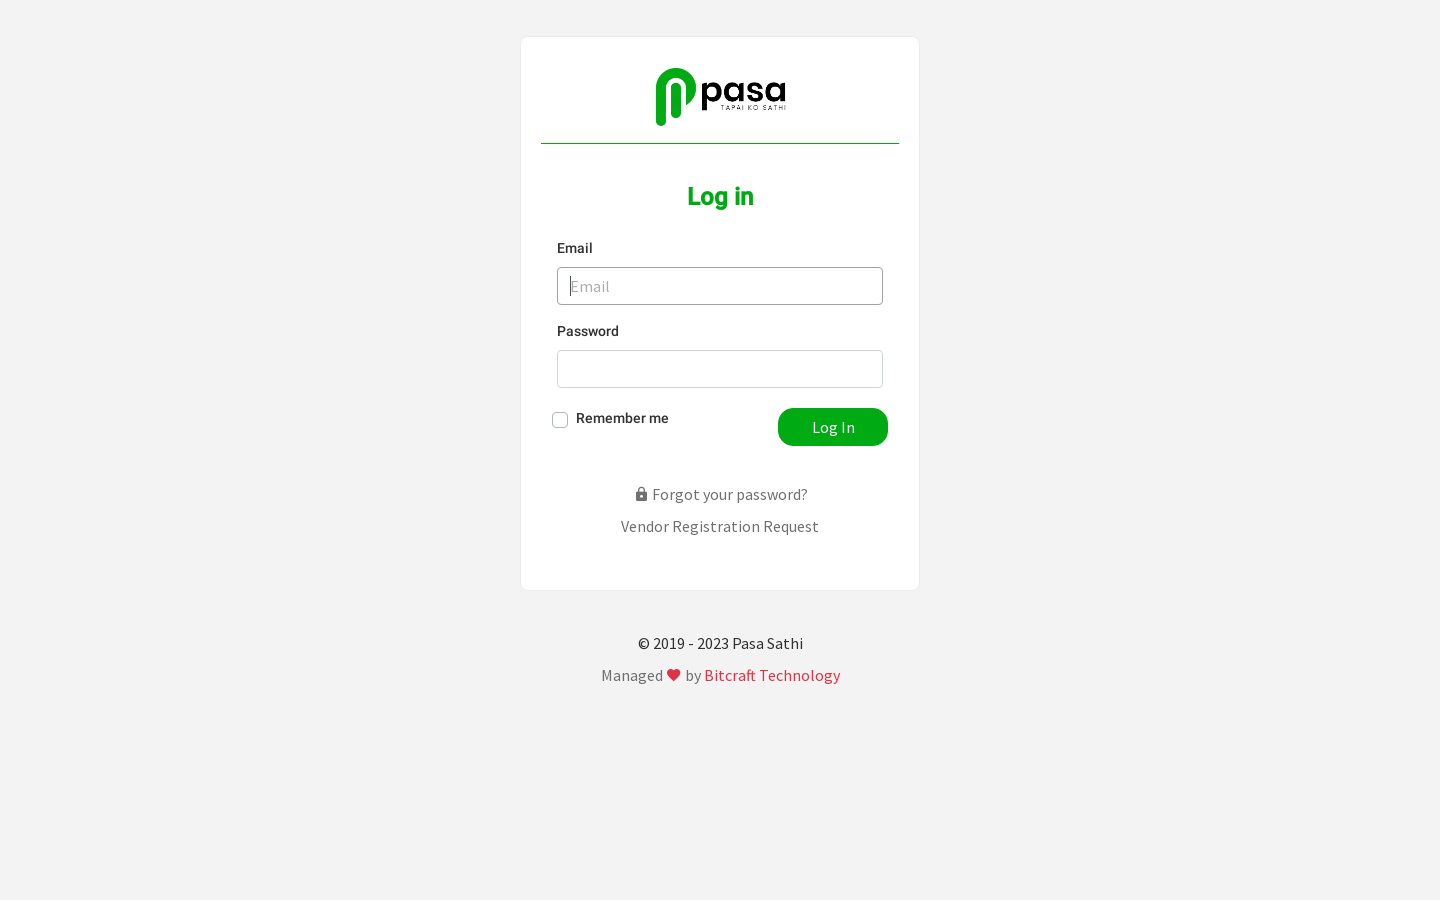 pasa
TAPAI KO SATHI
Log in
Email
Email
Password
Remember me
Log In
Forgot your password?
Vendor Registration Request
© 2019 - 2023 Pasa Sathi
Managed by Bitcraft Technology